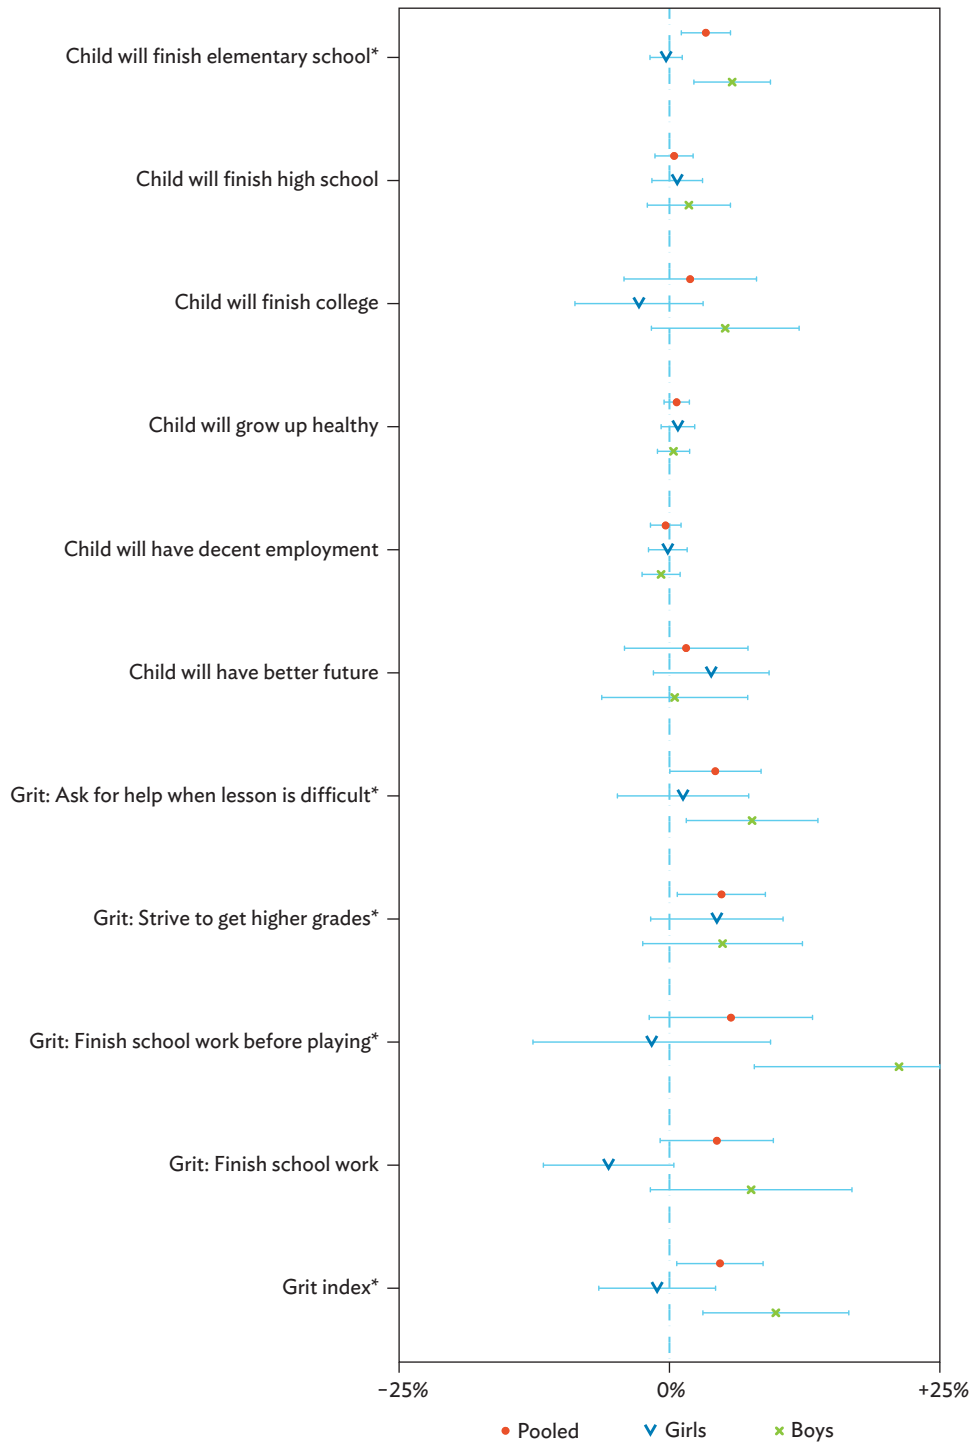 Child will finish elementary school*
Child will finish high school
Child will finish college
Child will grow up healthy
Child will have decent employment
Child will have better future
Grit: Ask for help when lesson is difficult*
Grit: Strive to get higher grades*
Grit: Finish school work before playing*
Grit: Finish school work
Grit index*
−25% 0% +25%
Pooled Girls Boys